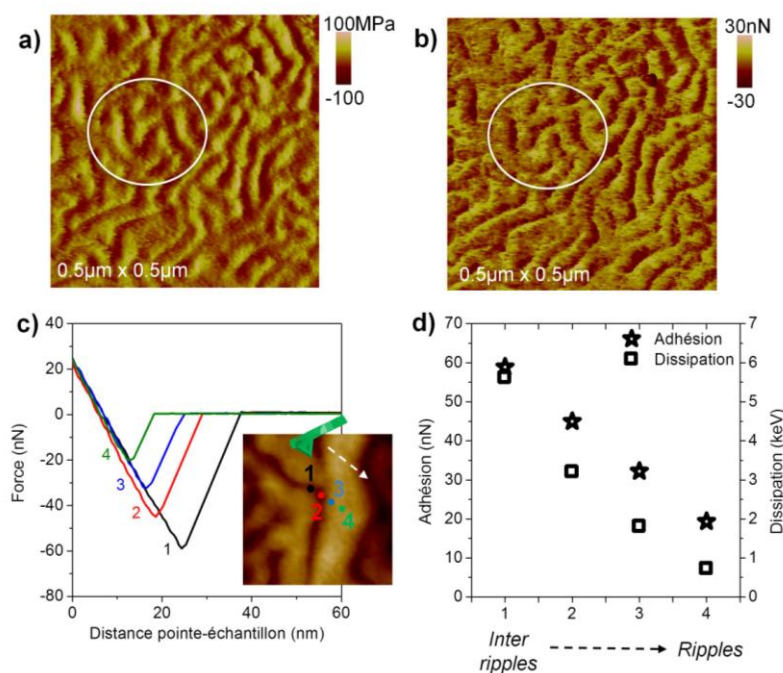 a)
100MPa
-100
0.5µm x 0.5µm
b)
30nN
-30
0.5µm x 0.5µm
c)
40
20
0
-20
-40
-60
-80
Force (nN)
0 20 40 60
Distance pointe-échantillon (nm)
4
3
2
1
1
2
3
4
d)
70
60
50
40
30
20
10
0
Adhésion (nN)
Adhésion
Dissipation
7
6
5
4
3
2
1
0
Dissipation (keV)
1 2 3 4
Inter ripples
Ripples